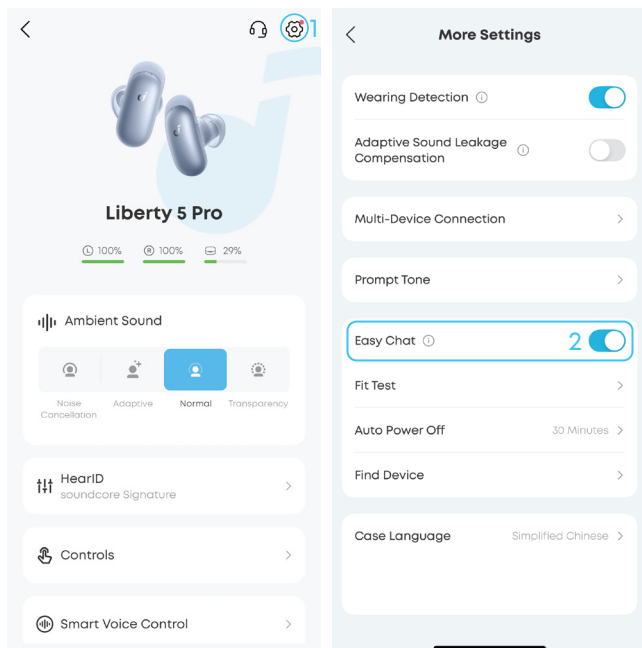 1
Liberty 5 Pro
L 100% R 100% 29%
Ambient Sound
Noise Cancellation
Adaptive
Normal
Transparency
HearID
soundcore Signature
Controls
Smart Voice Control
More Settings
Wearing Detection
Adaptive Sound Leakage
Compensation
Multi-Device Connection
Prompt Tone
Easy Chat 2
Fit Test
Auto Power Off 30 Minutes
Find Device
Case Language Simplified Chinese